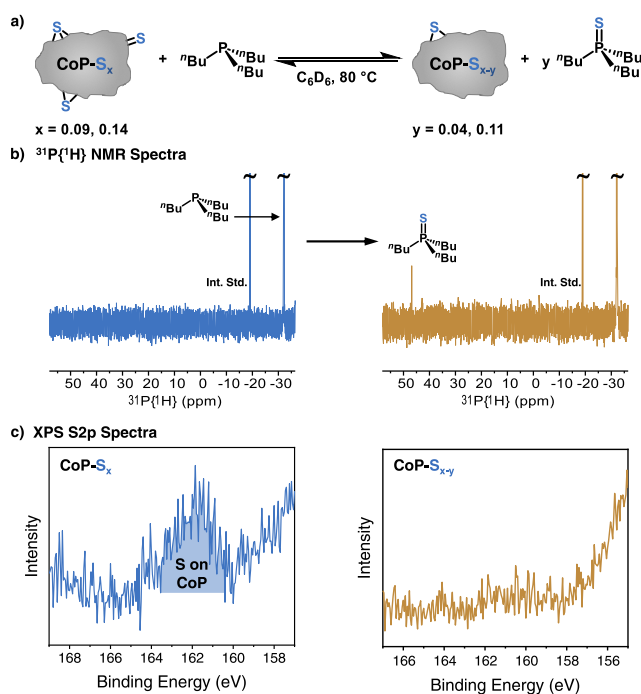 a)
S
S
S
CoP-Sₓ
+
ⁿBu
P
ⁿBu
ⁿBu
C₆D₆, 80 °C
S
CoP-Sₓ₋ᵧ
+ y
S
ⁿBu
P
ⁿBu
ⁿBu
x = 0.09, 0.14
y = 0.04, 0.11
b) ³¹P{¹H} NMR Spectra
~ ~
ⁿBu
P
ⁿBu
ⁿBu
Int. Std.
50 40 30 20 10 0 -10 -20 -30
³¹P{¹H} (ppm)
~ ~
S
ⁿBu
P
ⁿBu
ⁿBu
Int. Std.
50 40 30 20 10 0 -10 -20 -30
³¹P{¹H} (ppm)
c) XPS S2p Spectra
CoP-Sₓ
S on
CoP
Intensity
168 166 164 162 160 158
Binding Energy (eV)
CoP-Sₓ₋ᵧ
Intensity
166 164 162 160 158 156
Binding Energy (eV)